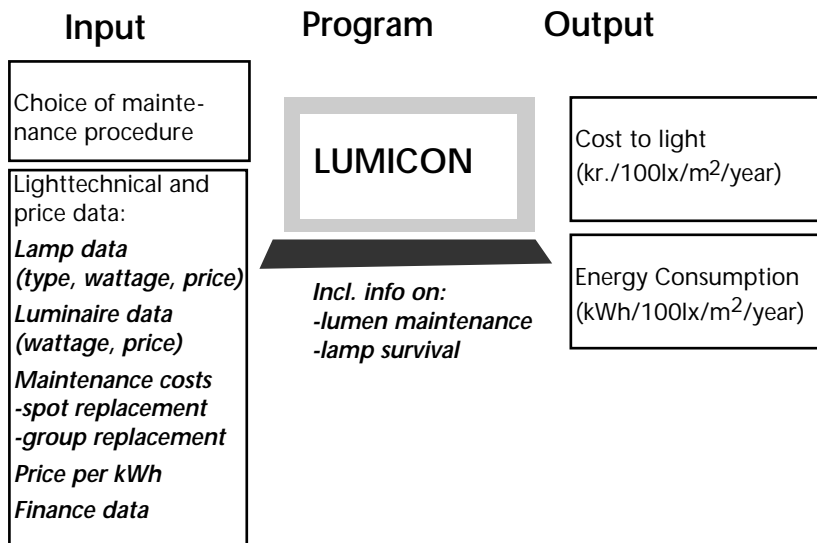 Input
Program
Output
Choice of mainte-
nance procedure
Lighttechnical and
price data:
Lamp data
(type, wattage, price)
Luminaire data
(wattage, price)
Maintenance costs
-spot replacement
-group replacement
Price per kWh
Finance data
LUMICON
Incl. info on:
-lumen maintenance
-lamp survival
Cost to light
(kr./100lx/m2/year)
Energy Consumption
(kWh/100lx/m2/year)